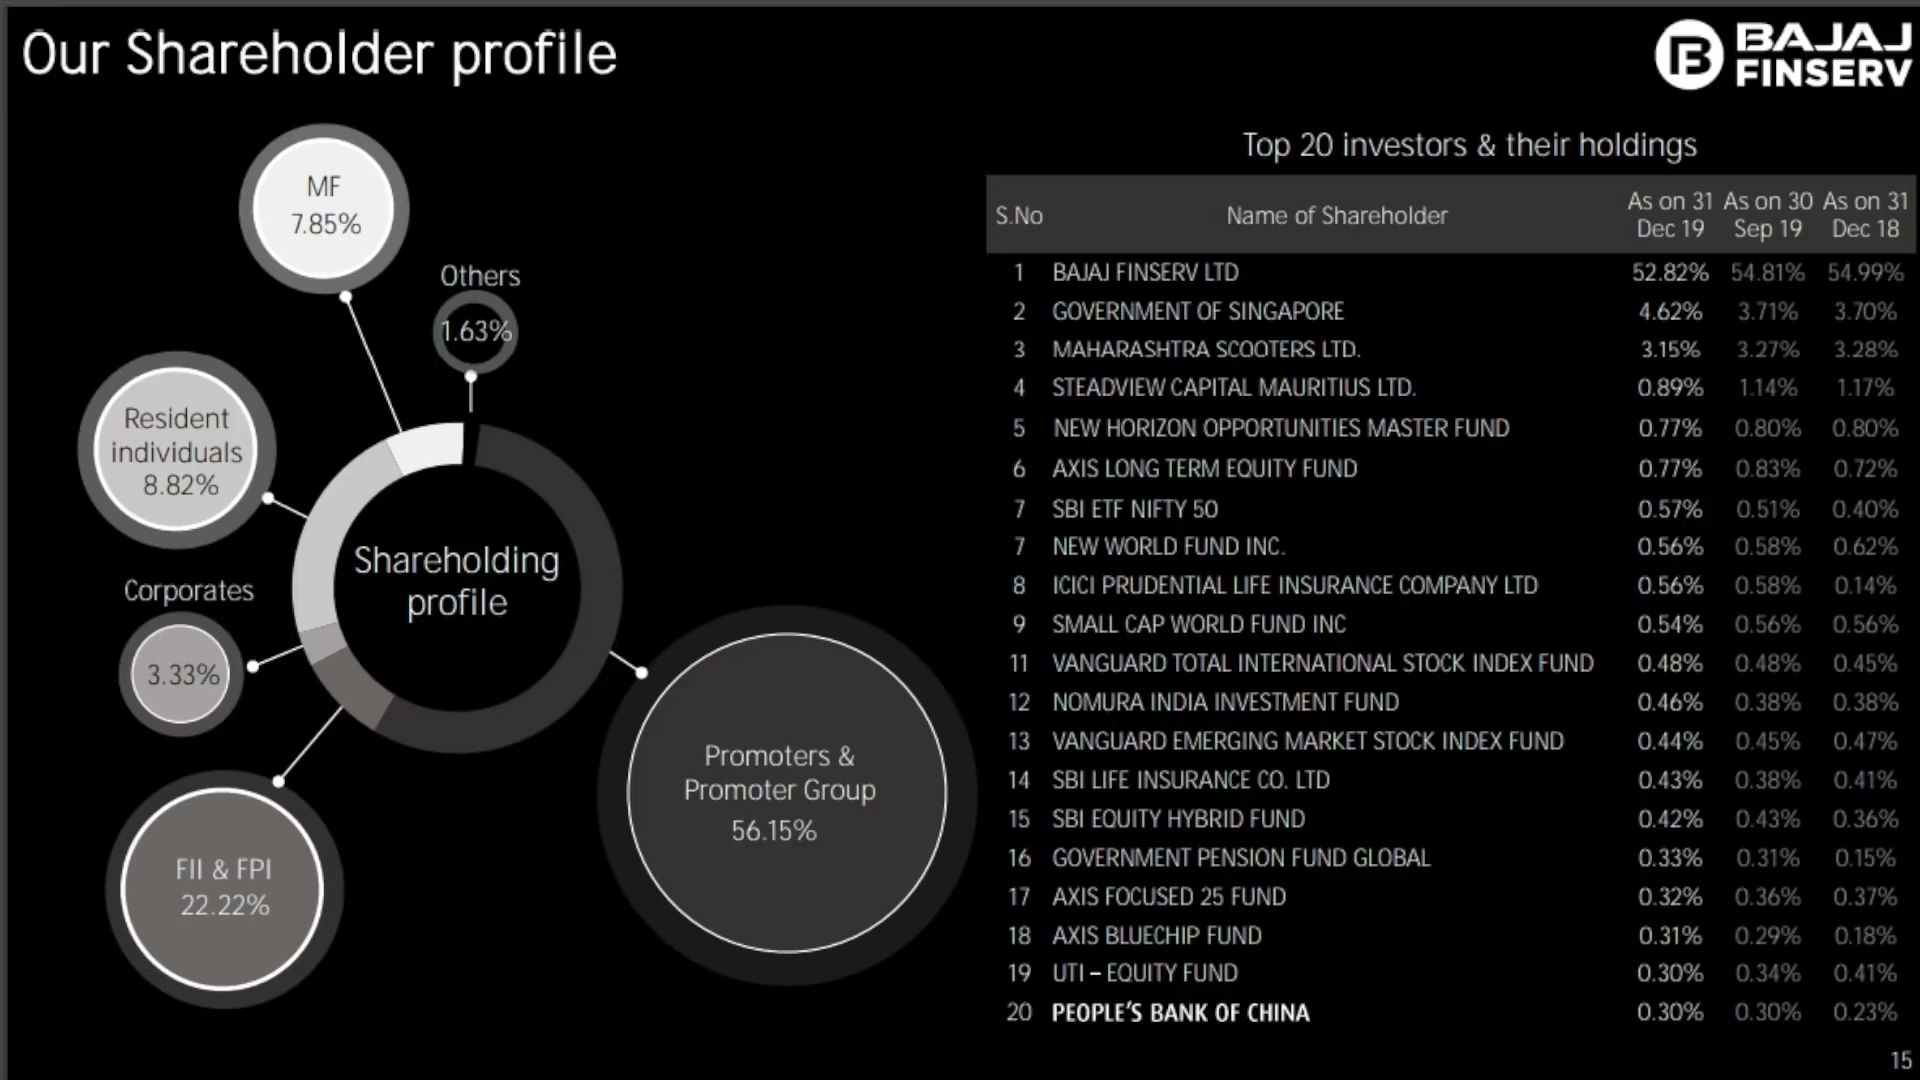 Our Shareholder profile
BAJAJ
FINSERV
MF
7.85%
Others
1.63%
Resident
individuals
8.82%
Corporates
3.33%
FII & FPI
22.22%
Shareholding
profile
Promoters &
Promoter Group
56.15%
Top 20 investors & their holdings
S.No Name of Shareholder As on 31 Dec 19 As on 30 Sep 19 As on 31 Dec 18
1 BAJAJ FINSERV LTD 52.82% 54.81% 54.99%
2 GOVERNMENT OF SINGAPORE 4.62% 3.71% 3.70%
3 MAHARASHTRA SCOOTERS LTD. 3.15% 3.27% 3.28%
4 STEADVIEW CAPITAL MAURITIUS LTD. 0.89% 1.14% 1.17%
5 NEW HORIZON OPPORTUNITIES MASTER FUND 0.77% 0.80% 0.80%
6 AXIS LONG TERM EQUITY FUND 0.77% 0.83% 0.72%
7 SBI ETF NIFTY 50 0.57% 0.51% 0.40%
7 NEW WORLD FUND INC. 0.56% 0.58% 0.62%
8 ICICI PRUDENTIAL LIFE INSURANCE COMPANY LTD 0.56% 0.58% 0.14%
9 SMALL CAP WORLD FUND INC 0.54% 0.56% 0.56%
11 VANGUARD TOTAL INTERNATIONAL STOCK INDEX FUND 0.48% 0.48% 0.45%
12 NOMURA INDIA INVESTMENT FUND 0.46% 0.38% 0.38%
13 VANGUARD EMERGING MARKET STOCK INDEX FUND 0.44% 0.45% 0.47%
14 SBI LIFE INSURANCE CO. LTD 0.43% 0.38% 0.41%
15 SBI EQUITY HYBRID FUND 0.42% 0.43% 0.36%
16 GOVERNMENT PENSION FUND GLOBAL 0.33% 0.31% 0.15%
17 AXIS FOCUSED 25 FUND 0.32% 0.36% 0.37%
18 AXIS BLUECHIP FUND 0.31% 0.29% 0.18%
19 UTI – EQUITY FUND 0.30% 0.34% 0.41%
20 PEOPLE'S BANK OF CHINA 0.30% 0.30% 0.23%
15